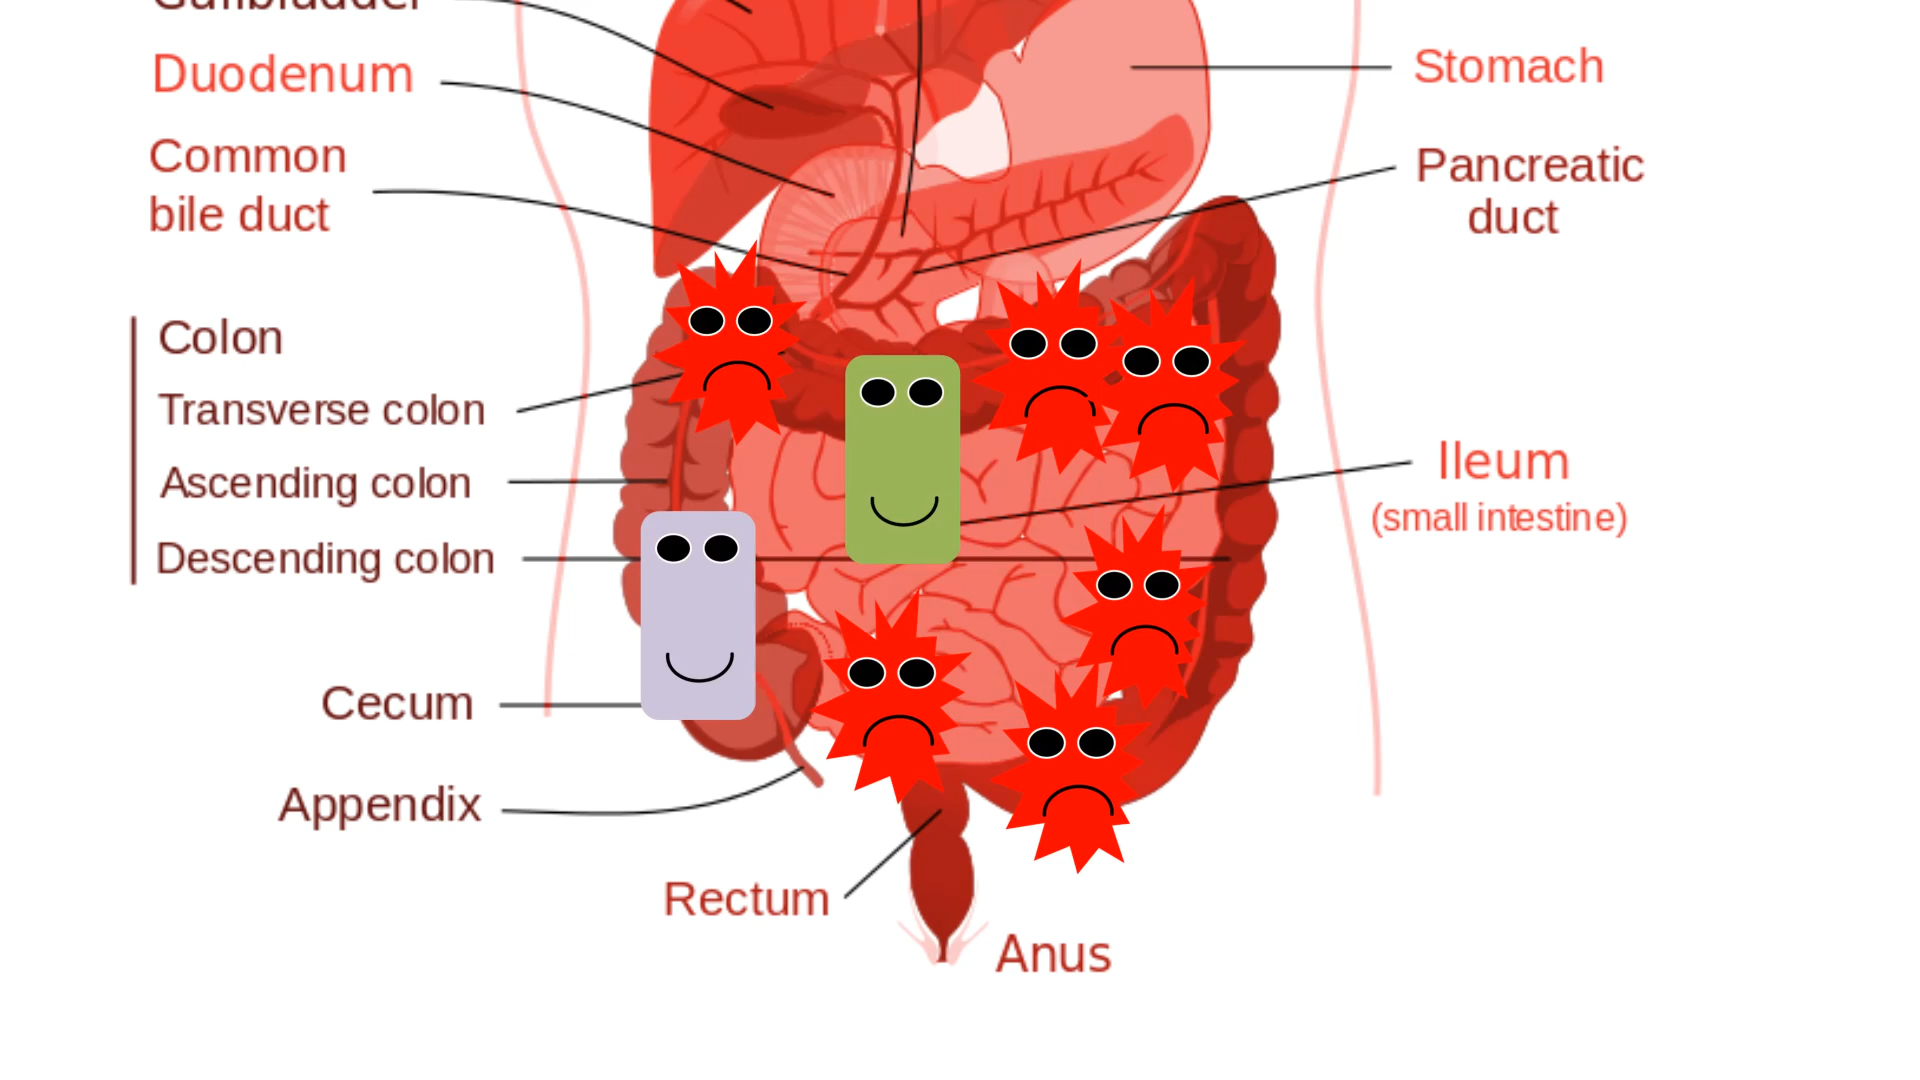 Gallbladder
Duodenum
Common
bile duct
Colon
Transverse colon
Ascending colon
Descending colon
Cecum
Appendix
Rectum
Anus
Stomach
Pancreatic
duct
Ileum
(small intestine)